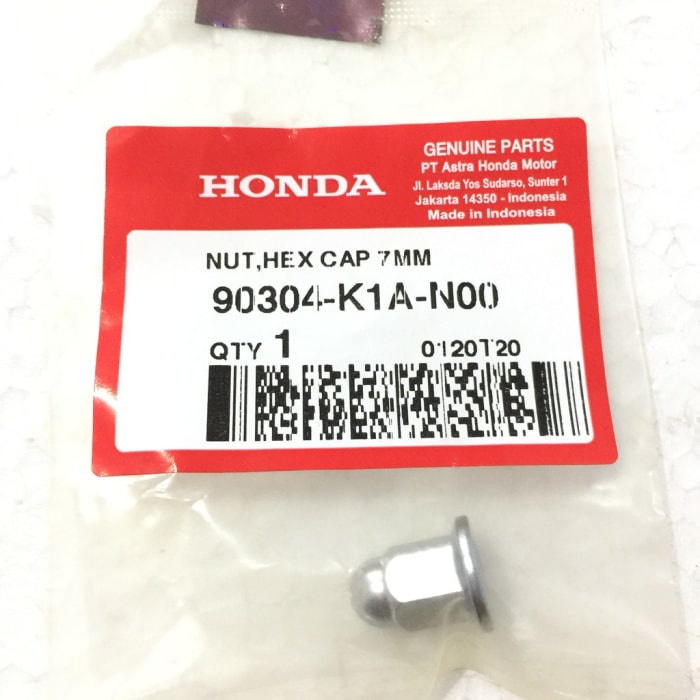 HONDA
GENUINE PARTS
PT Astra Honda Motor
Jl. Laksda Yos Sudarso, Sunter 1
Jakarta 14350 - Indonesia
Made in Indonesia
NUT,HEX CAP 7MM
90304-K1A-N00
QTY 1 0120T20